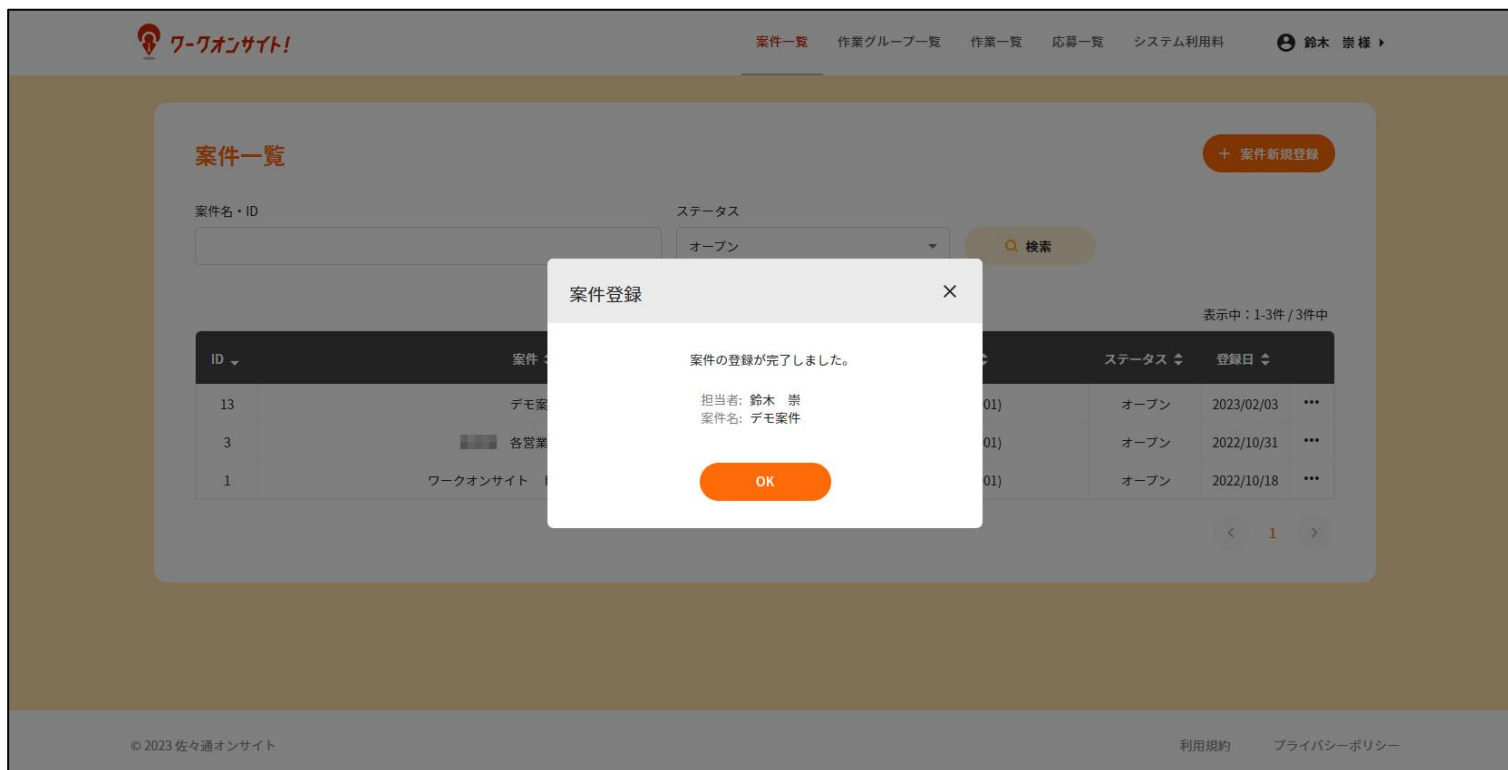 ワークオンサイト!
案件一覧 作業グループ一覧 作業一覧 応募一覧 システム利用料 鈴木 崇 様
案件一覧
+ 案件新規登録
案件名・ID ステータス
オープン 検索
案件登録 ×
表示中:1-3件 / 3件中
ID 案件 ステータス 登録日
案件の登録が完了しました。
13 デモ案 01) オープン 2023/02/03 •••
担当者: 鈴木 崇
案件名: デモ案件
3 各営業 01) オープン 2022/10/31 •••
1 ワークオンサイト 01) オープン 2022/10/18 •••
OK
< 1 >
© 2023 佐々通オンサイト 利用規約 プライバシーポリシー